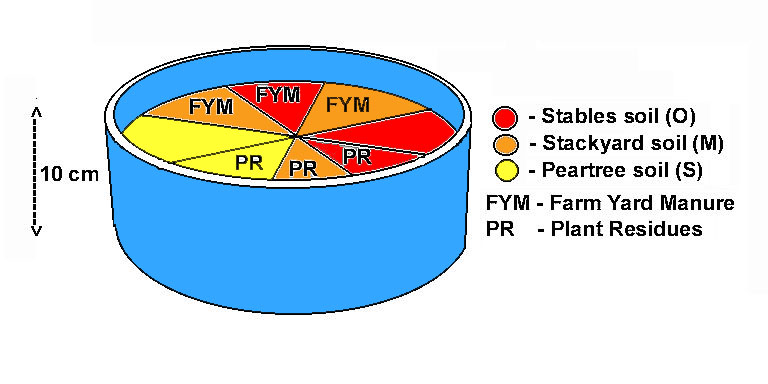 FYM
FYM
FYM
PR
PR
PR
10 cm
- Stables soil (O)
- Stackyard soil (M)
- Peartree soil (S)
FYM - Farm Yard Manure
PR - Plant Residues